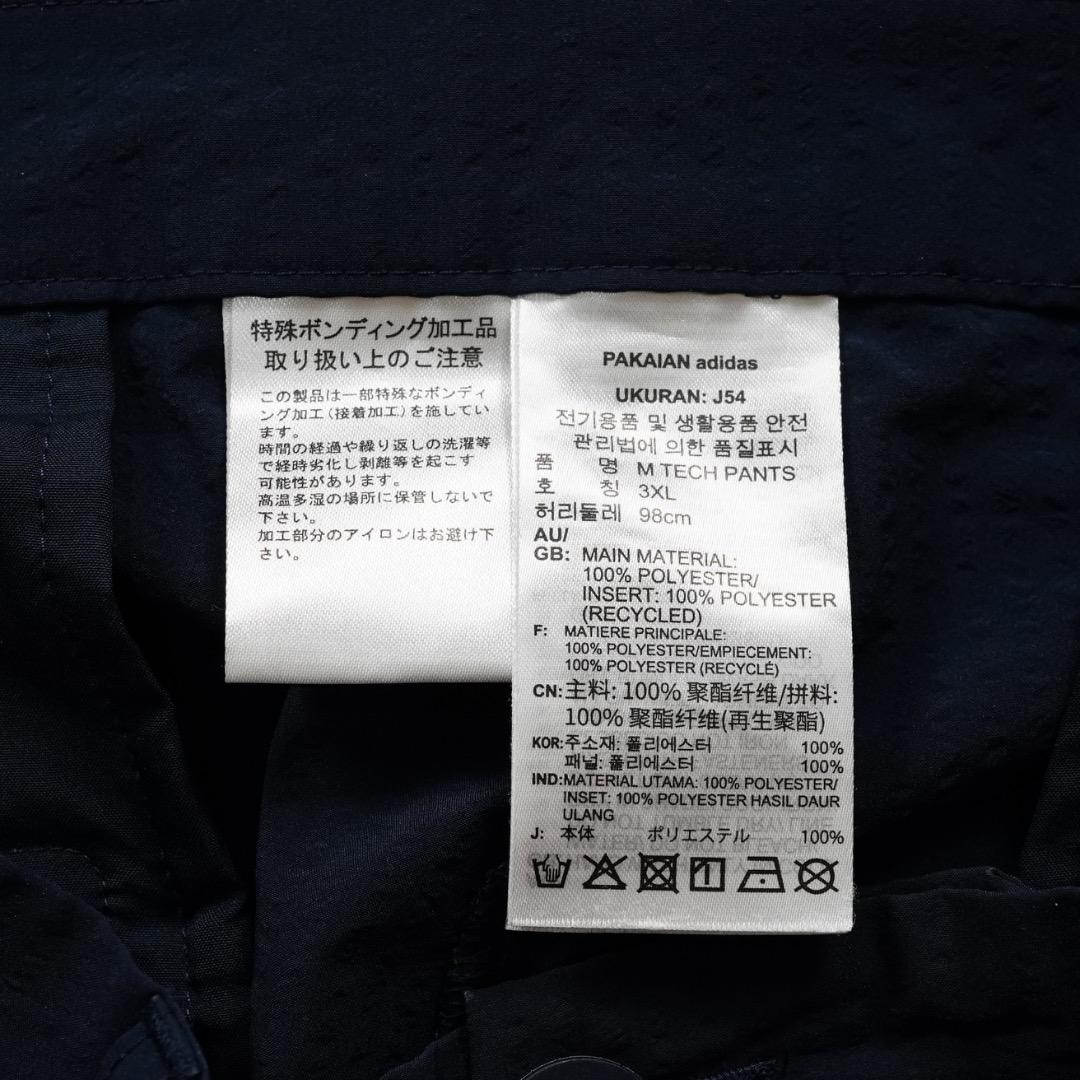 特殊ボンディング加工品
取り扱い上のご注意
この製品は一部特殊なボンディ
ング加工(接着加工)を施してい
ます。
時間の経過や繰り返しの洗濯等
で経時劣化し剥離等を起こす
可能性があります。
高温多湿の場所に保管しないで
下さい。
加工部分のアイロンはお避け下
さい。
PAKAIAN adidas
UKURAN: J54
전기용품 및 생활용품 안전
관리법에 의한 품질표시
품 명 M TECH PANTS
호 칭 3XL
허리둘레 98cm
AU/
GB: MAIN MATERIAL:
100% POLYESTER/
INSERT: 100% POLYESTER
(RECYCLED)
F: MATIERE PRINCIPALE:
100% POLYESTER/EMPIECEMENT:
100% POLYESTER (RECYCLÉ)
CN: 主料: 100% 聚酯纤维/拼料:
100% 聚酯纤维(再生聚酯)
KOR: 주소재: 폴리에스터 100%
패널: 폴리에스터 100%
IND: MATERIAL UTAMA: 100% POLYESTER/
INSET: 100% POLYESTER HASIL DAUR
ULANG
J: 本体 ポリエステル 100%